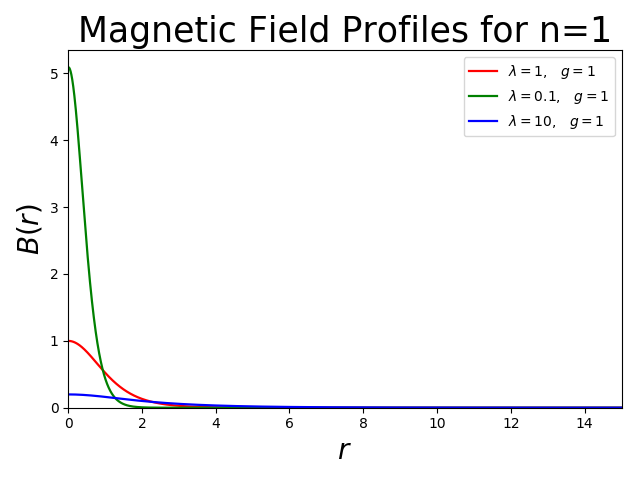 Magnetic Field Profiles for n=1
λ = 1, g = 1
λ = 0.1, g = 1
λ = 10, g = 1
B(r)
5
4
3
2
1
0
0 2 4 6 8 10 12 14
r